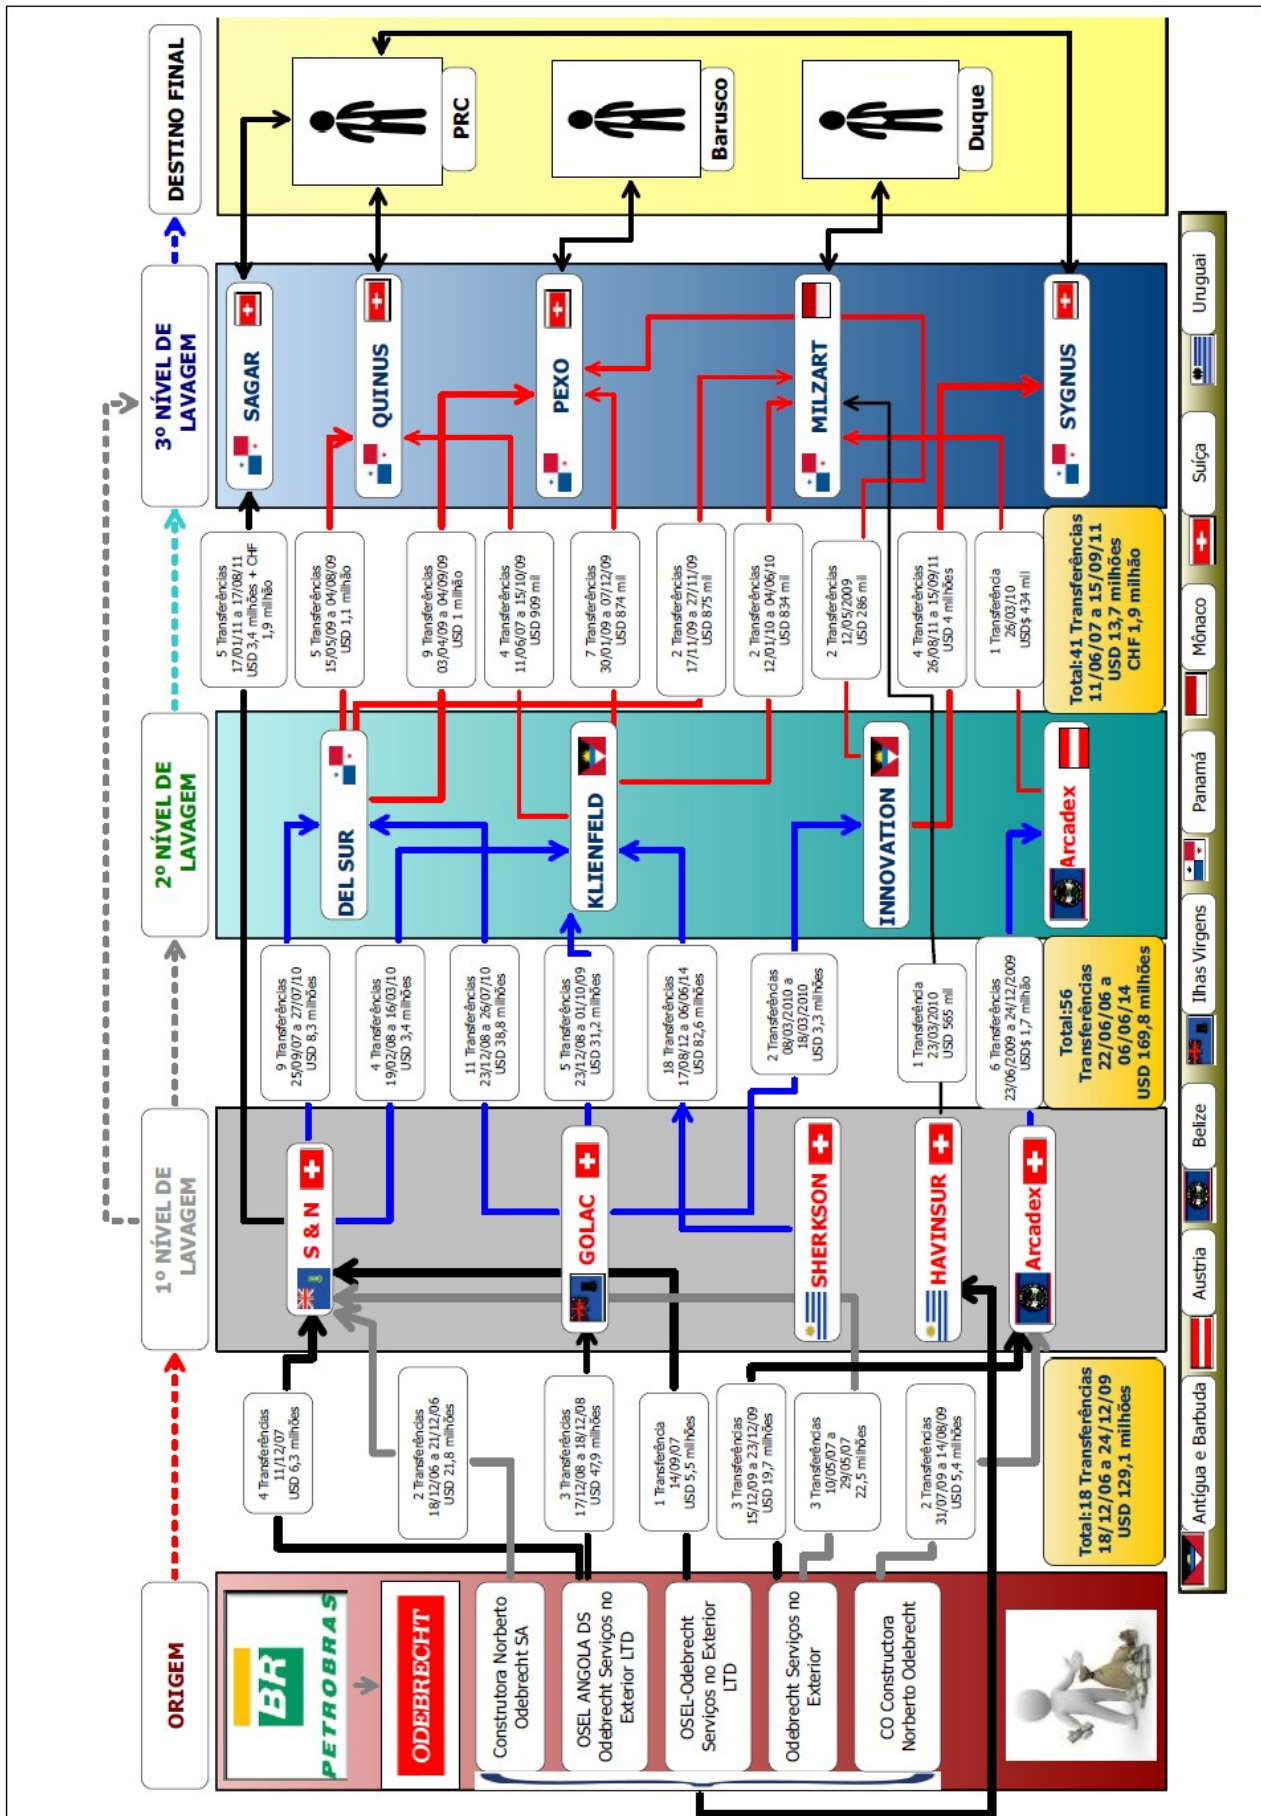 ORIGEM
1º NÍVEL DE
LAVAGEM
2º NÍVEL DE
LAVAGEM
3º NÍVEL DE
LAVAGEM
DESTINO FINAL
BR
PETROBRAS
ODEBRECHT
Construtora Norberto
Odebrecht SA
OSEL ANGOLA DS
Odebrecht Serviços no
Exterior LTD
OSEL-Odebrecht
Serviços no Exterior
LTD
Odebrecht Serviços no
Exterior
CO Constructora
Norberto Odebrecht
4 Transferências
11/12/07
USD 6,3 milhões
2 Transferências
18/12/06 a 21/12/06
USD 21,8 milhões
3 Transferências
17/12/08 a 18/12/08
USD 47,9 milhões
1 Transferência
14/09/07
USD 5,5 milhões
3 Transferências
15/12/09 a 23/12/09
USD 19,7 milhões
3 Transferências
10/05/07 a
29/05/07
22,5 milhões
2 Transferências
31/07/09 a 14/08/09
USD 5,4 milhões
Total:18 Transferências
18/12/06 a 24/12/09
USD 129,1 milhões
S & N
GOLAC
SHERKSON
HAVINSUR
Arcadex
9 Transferências
25/09/07 a 27/07/10
USD 8,3 milhões
4 Transferências
19/02/08 a 16/03/10
USD 3,4 milhões
11 Transferências
23/12/08 a 26/07/10
USD 38,8 milhões
5 Transferências
23/12/08 a 01/10/09
USD 31,2 milhões
18 Transferências
17/08/12 a 06/06/14
USD 82,6 milhões
2 Transferências
08/03/2010 a
18/03/2010
USD 3,3 milhões
1 Transferência
23/03/2010
USD 565 mil
6 Transferências
23/06/2009 a 24/12/2009
USD$ 1,7 milhão
Total:56
Transferências
22/06/06 a
06/06/14
USD 169,8 milhões
DEL SUR
KLIENFELD
INNOVATION
Arcadex
5 Transferências
17/01/11 a 17/08/11
USD 3,4 milhões + CHF
1,9 milhão
5 Transferências
15/05/09 a 04/08/09
USD 1,1 milhão
9 Transferências
03/04/09 a 04/09/09
USD 1 milhão
4 Transferências
11/06/07 a 15/10/09
USD 909 mil
7 Transferências
30/01/09 a 07/12/09
USD 874 mil
2 Transferências
17/11/09 a 27/11/09
USD 875 mil
2 Transferências
12/01/10 a 04/06/10
USD 834 mil
2 Transferências
12/05/2009
USD 286 mil
4 Transferências
26/08/11 a 15/09/11
USD 4 milhões
1 Transferência
26/03/10
USD$ 434 mil
Total:41 Transferências
11/06/07 a 15/09/11
USD 13,7 milhões
CHF 1,9 milhão
SAGAR
QUINUS
PEXO
MILZART
SYGNUS
PRC
Barusco
Duque
Antígua e Barbuda
Austria
Belize
Ilhas Virgens
Panamá
Mônaco
Suíça
Uruguai